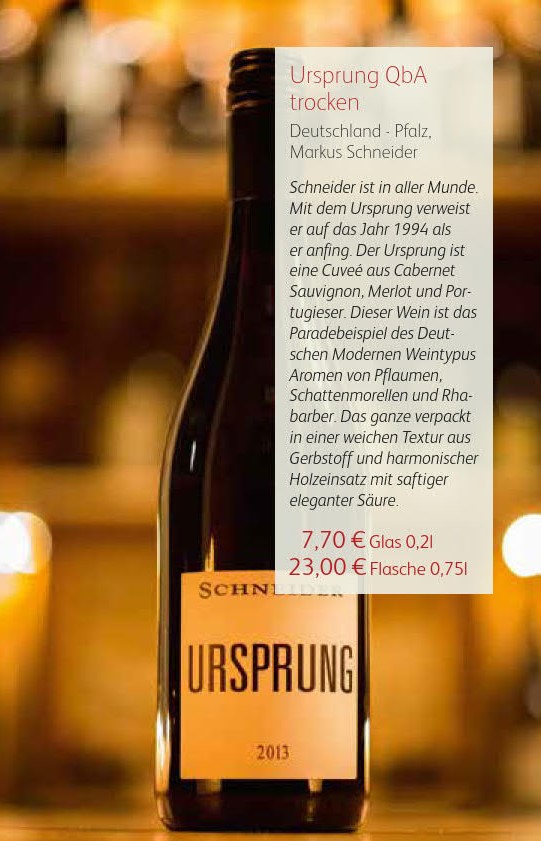 Ursprung QbA
trocken
Deutschland - Pfalz,
Markus Schneider
Schneider ist in aller Munde.
Mit dem Ursprung verweist
er auf das Jahr 1994 als
er anfing. Der Ursprung ist
eine Cuveé aus Cabernet
Sauvignon, Merlot und Por-
tugieser. Dieser Wein ist das
Paradebeispiel des Deut-
schen Modernen Weintypus
Aromen von Pflaumen,
Schattenmorellen und Rha-
barber. Das ganze verpackt
in einer weichen Textur aus
Gerbstoff und harmonischer
Holzeinsatz mit saftiger
eleganter Säure.
7,70 € Glas 0,2l
23,00 € Flasche 0,75l
SCHNEIDER
URSPRUNG
2013